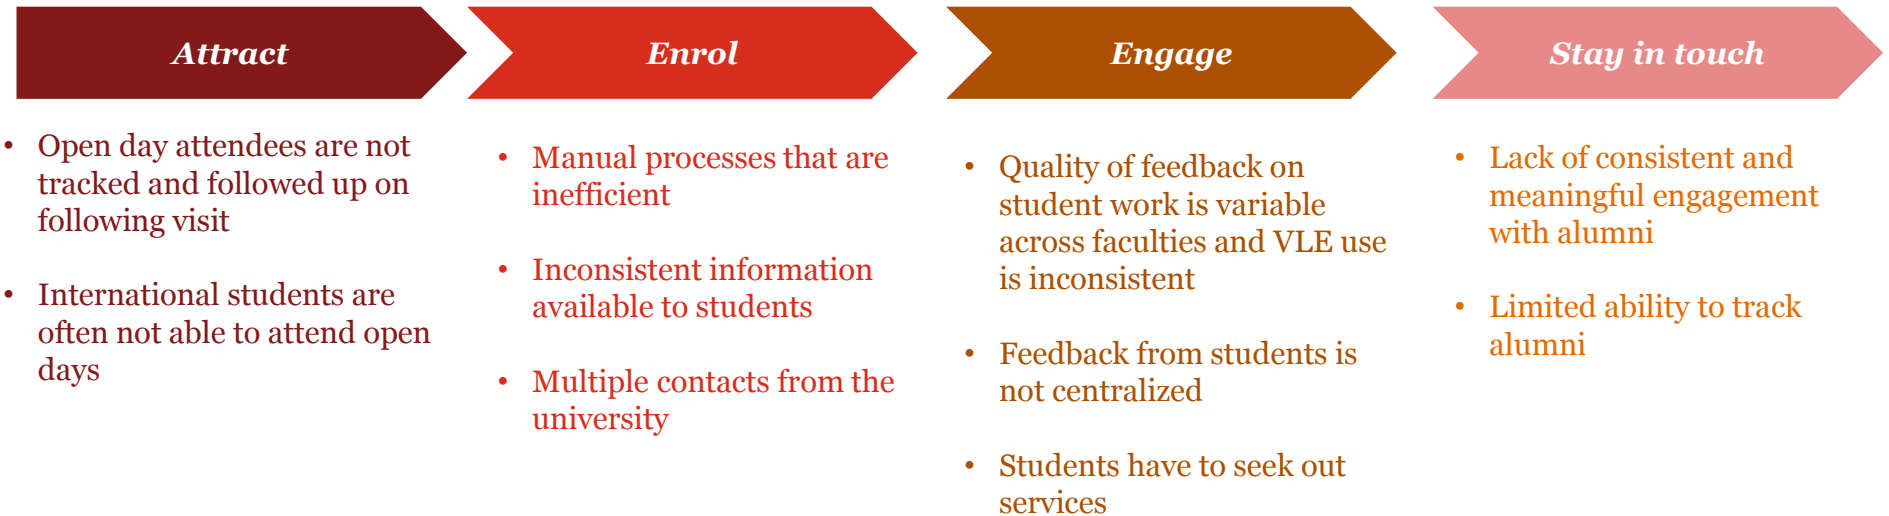 Attract
Enrol
Engage
Stay in touch
• Open day attendees are not
tracked and followed up on
following visit
• International students are
often not able to attend open
days
• Manual processes that are
inefficient
• Inconsistent information
available to students
• Multiple contacts from the
university
• Quality of feedback on
student work is variable
across faculties and VLE use
is inconsistent
• Feedback from students is
not centralized
• Students have to seek out
services
• Lack of consistent and
meaningful engagement
with alumni
• Limited ability to track
alumni